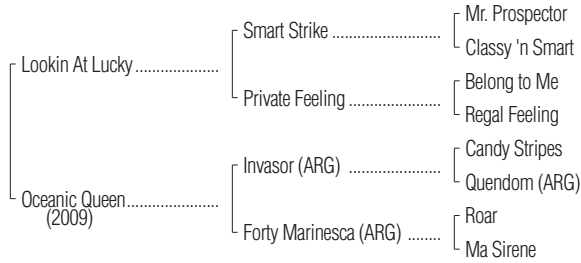 Mr. Prospector
Smart Strike ....................
Classy 'n Smart
Lookin At Lucky ....................
Belong to Me
Private Feeling ....................
Regal Feeling
Candy Stripes
Invasor (ARG) ....................
Quendom (ARG)
Oceanic Queen ....................
(2009)
Roar
Forty Marinesca (ARG) ........
Ma Sirene